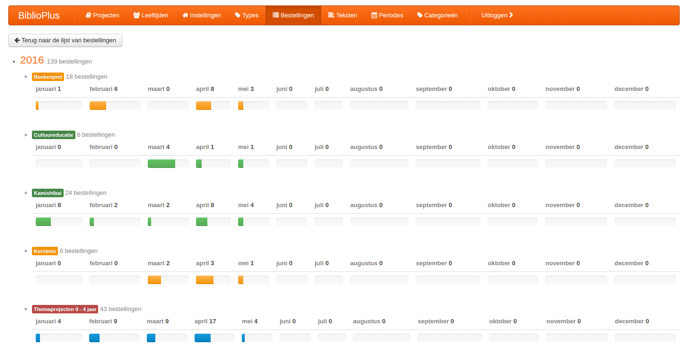 BiblioPlus Projecten Leeftijden Instellingen Types Bestellingen Teksten Periodes Categorieën Uitloggen
Terug naar de lijst van bestellingen
2016 139 bestellingen
Boekenpret 18 bestellingen
januari 1 februari 6 maart 0 april 8 mei 3 juni 0 juli 0 augustus 0 september 0 oktober 0 november 0 december 0
Cultuureducatie 6 bestellingen
januari 0 februari 0 maart 4 april 1 mei 1 juni 0 juli 0 augustus 0 september 0 oktober 0 november 0 december 0
Kamishibai 24 bestellingen
januari 8 februari 2 maart 2 april 8 mei 4 juni 0 juli 0 augustus 0 september 0 oktober 0 november 0 december 0
Kerstmis 6 bestellingen
januari 0 februari 0 maart 2 april 3 mei 1 juni 0 juli 0 augustus 0 september 0 oktober 0 november 0 december 0
Themaprojecten 0 - 4 jaar 43 bestellingen
januari 4 februari 9 maart 9 april 17 mei 4 juni 0 juli 0 augustus 0 september 0 oktober 0 november 0 december 0